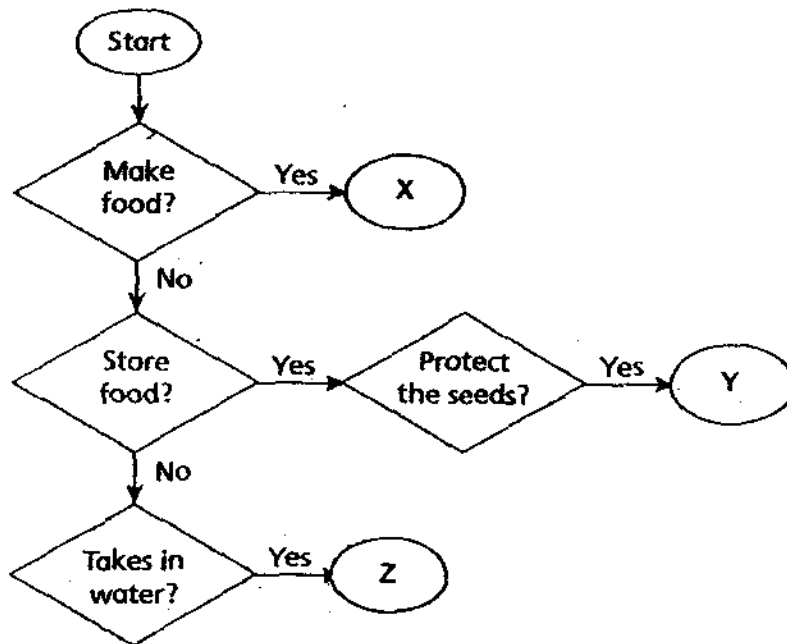 Start
Make
food?
Yes
X
No
Store
food?
Yes
Protect
the seeds?
Yes
Y
No
Takes in
water?
Yes
Z